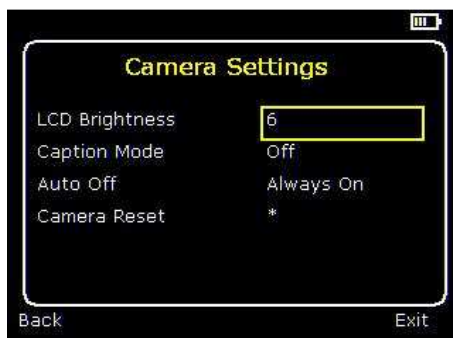 Camera Settings
LCD Brightness 6
Caption Mode Off
Auto Off Always On
Camera Reset *
Back Exit